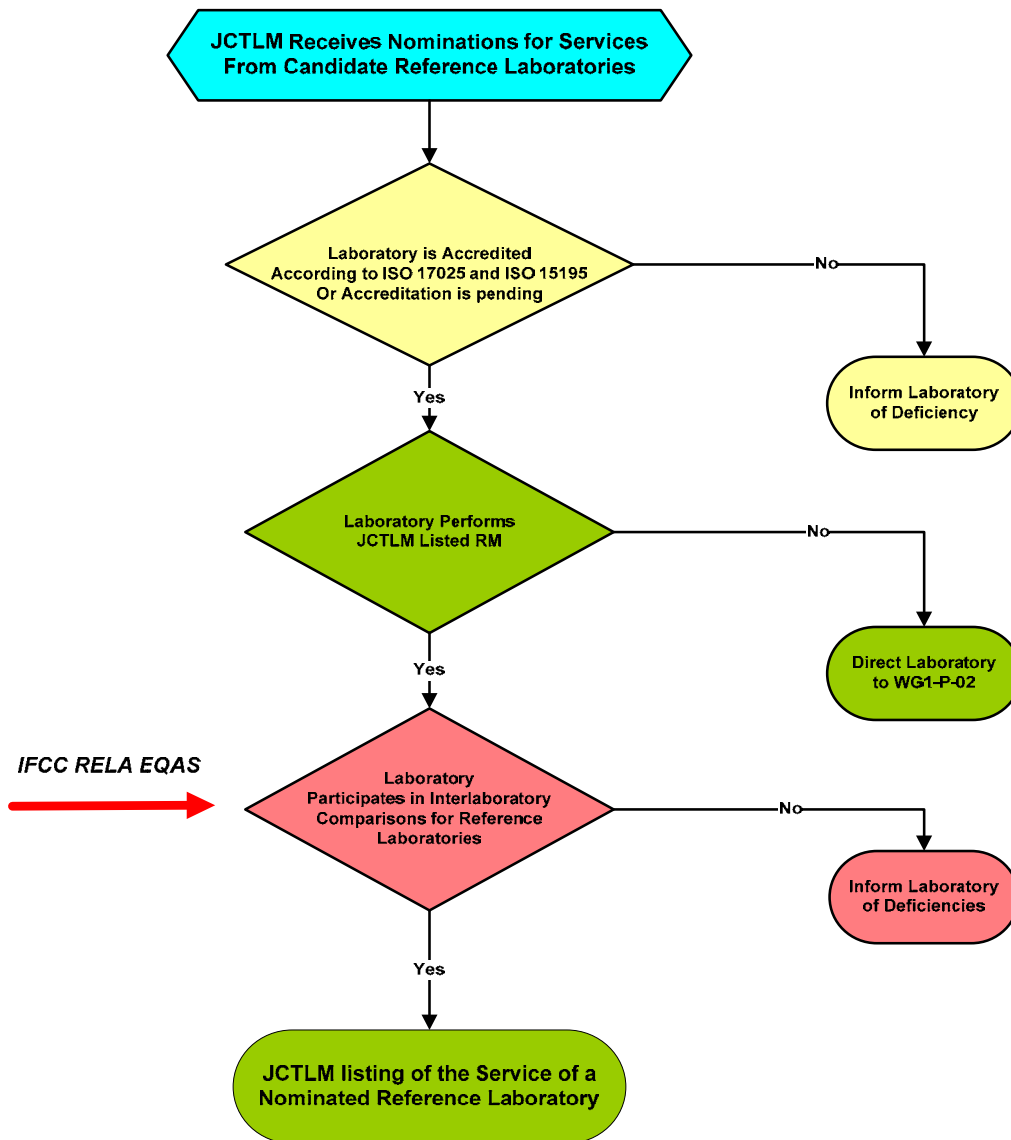 JCTLM Receives Nominations for Services
From Candidate Reference Laboratories
Laboratory is Accredited
According to ISO 17025 and ISO 15195
Or Accreditation is pending
No
Inform Laboratory
of Deficiency
Yes
Laboratory Performs
JCTLM Listed RM
No
Direct Laboratory
to WG1-P-02
Yes
IFCC RELA EQAS
Laboratory
Participates in Interlaboratory
Comparisons for Reference
Laboratories
No
Inform Laboratory
of Deficiencies
Yes
JCTLM listing of the Service of a
Nominated Reference Laboratory